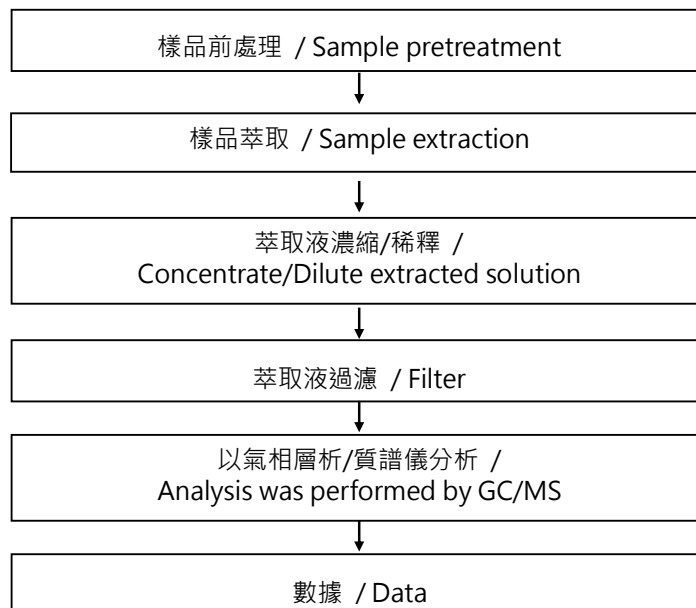 樣品前處理 / Sample pretreatment
樣品萃取 / Sample extraction
萃取液濃縮/稀釋 /
Concentrate/Dilute extracted solution
萃取液過濾 / Filter
以氣相層析/質譜儀分析 /
Analysis was performed by GC/MS
數據 / Data